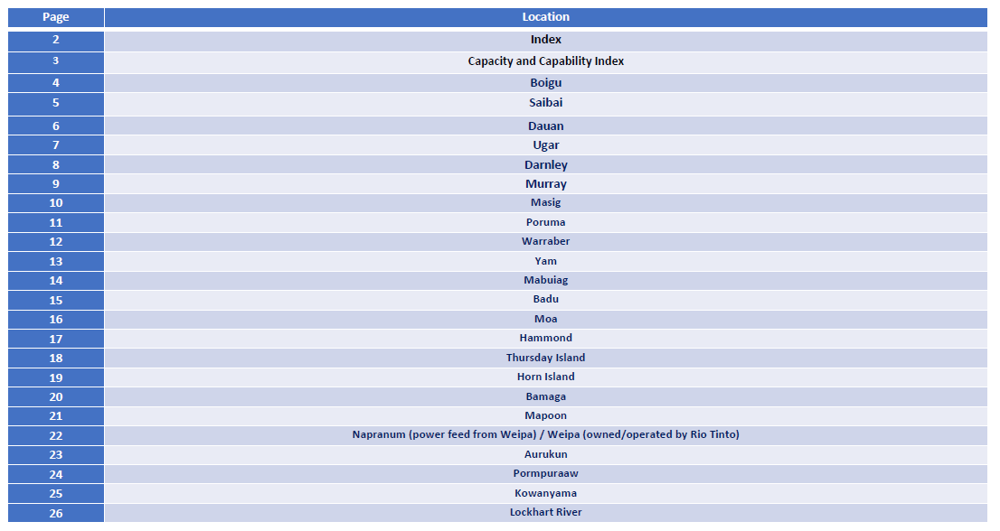 Page Location
2 Index
3 Capacity and Capability Index
4 Boigu
5 Saibai
6 Dauan
7 Ugar
8 Darnley
9 Murray
10 Masig
11 Poruma
12 Warraber
13 Yam
14 Mabuiag
15 Badu
16 Moa
17 Hammond
18 Thursday Island
19 Horn Island
20 Bamaga
21 Mapoon
22 Napranum (power feed from Weipa) / Weipa (owned/operated by Rio Tinto)
23 Aurukun
24 Pormpuraaw
25 Kowanyama
26 Lockhart River